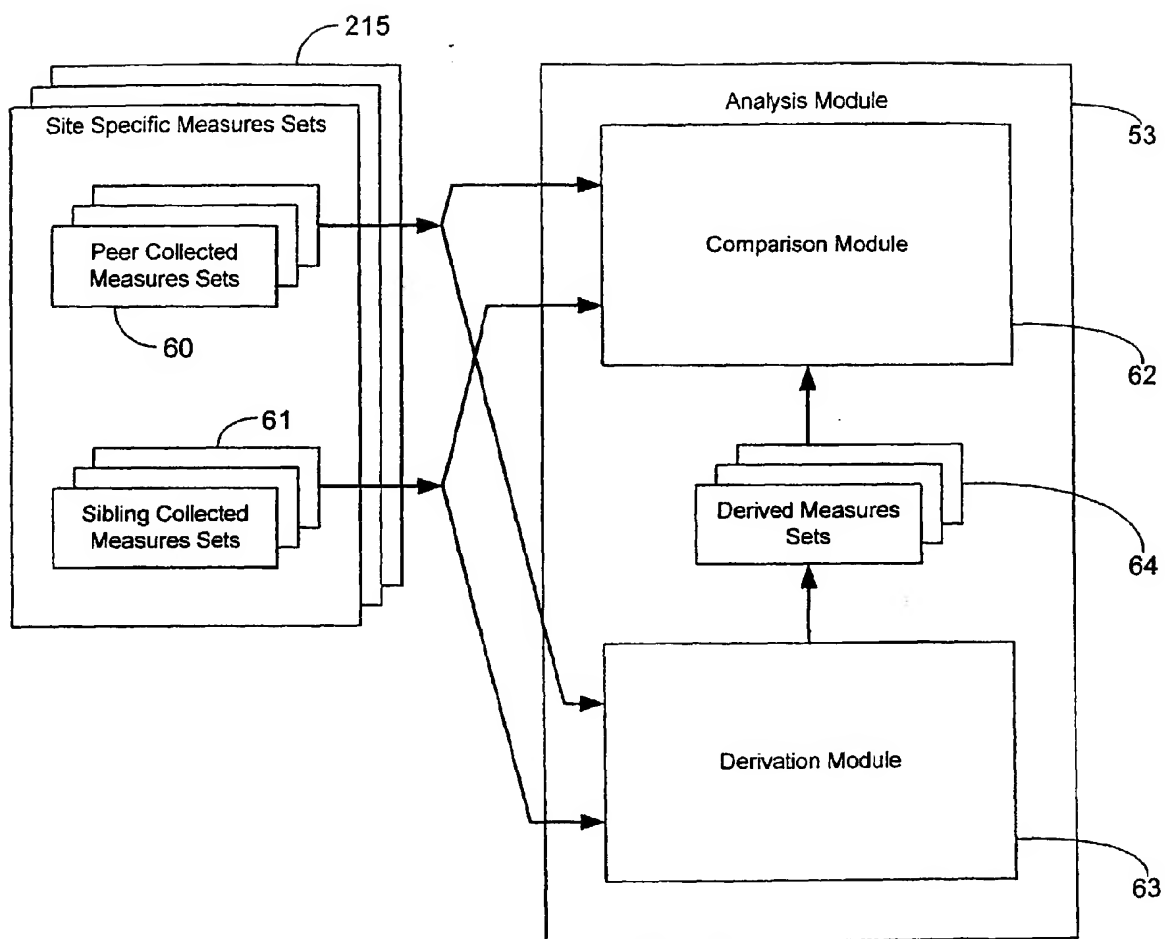 215
Site Specific Measures Sets
Peer Collected
Measures Sets
60
61
Sibling Collected
Measures Sets
Analysis Module
53
Comparison Module
62
Derived Measures
Sets
64
Derivation Module
63